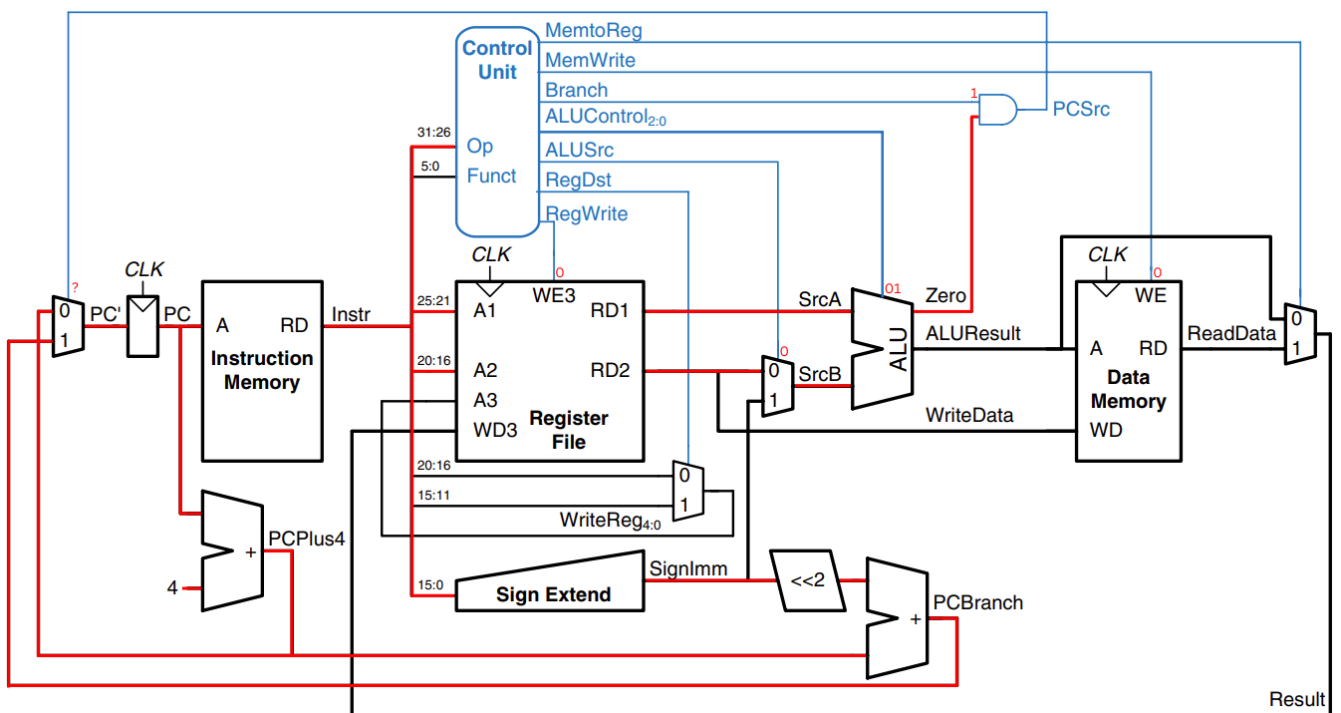 MemtoReg
Control Unit
MemWrite
Branch
1
PCSrc
ALUControl2:0
31:26
Op
ALUSrc
5:0
Funct
RegDst
RegWrite
CLK
CLK
0
CLK
0
?
0
1
PC'
PC
A
RD
Instruction Memory
Instr
25:21
A1
WE3
RD1
SrcA
01
Zero
WE
0
1
20:16
A2
RD2
0
0
1
SrcB
ALU
ALUResult
A
RD
ReadData
Data Memory
A3
WD3
Register File
WriteData
WD
20:16
0
15:11
1
WriteReg4:0
PCPlus4
+
4
15:0
Sign Extend
SignImm
<<2
PCBranch
+
Result